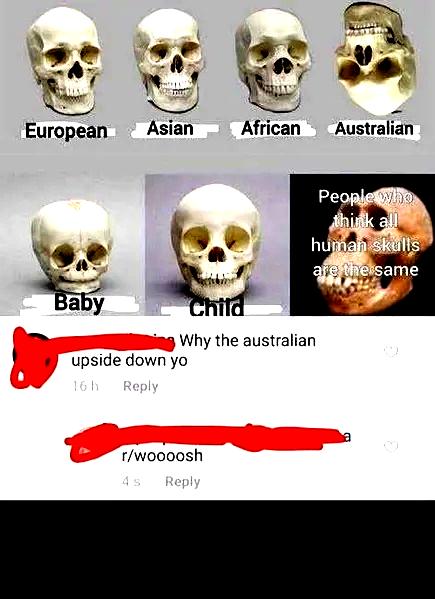 European Asian African Australian
People who
think all
human skulls
are the same
Baby Child
Why the australian
upside down yo
16 h Reply
a
r/woooosh
4 s Reply